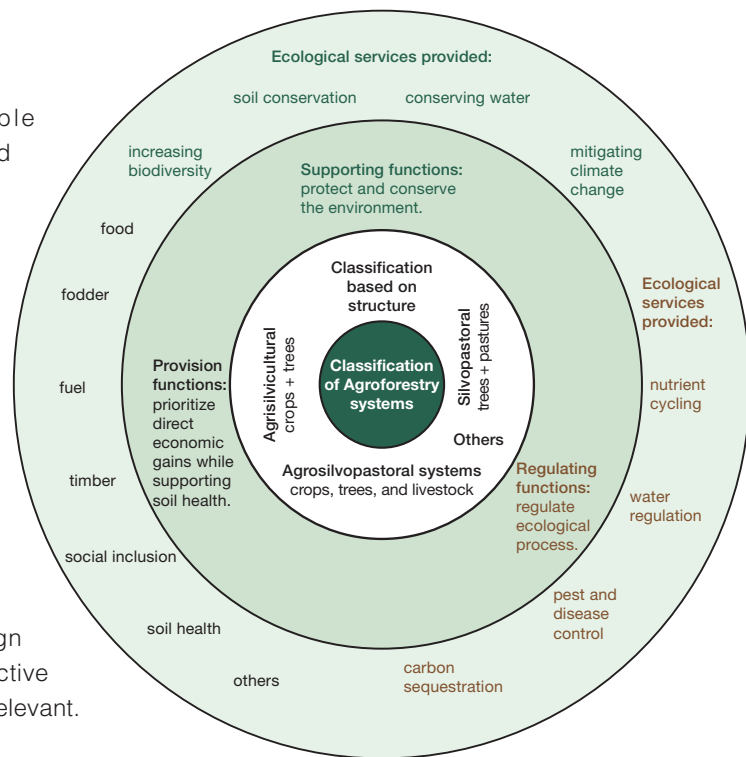 Ecological services provided:
soil conservation
conserving water
increasing
biodiversity
mitigating
climate
change
Supporting functions:
protect and conserve
the environment.
food
fodder
fuel
timber
social inclusion
soil health
others
Provision
functions:
prioritize
direct
economic
gains while
supporting
soil health.
Classification
based on
structure
Agrisilvicultural
crops + trees
Classification
of Agroforestry
systems
Silvopastoral
trees + pastures
Others
Agrosilvopastoral systems
crops, trees, and livestock
Regulating
functions:
regulate
ecological
process.
Ecological
services
provided:
nutrient
cycling
water
regulation
pest and
disease
control
carbon
sequestration
elevant.